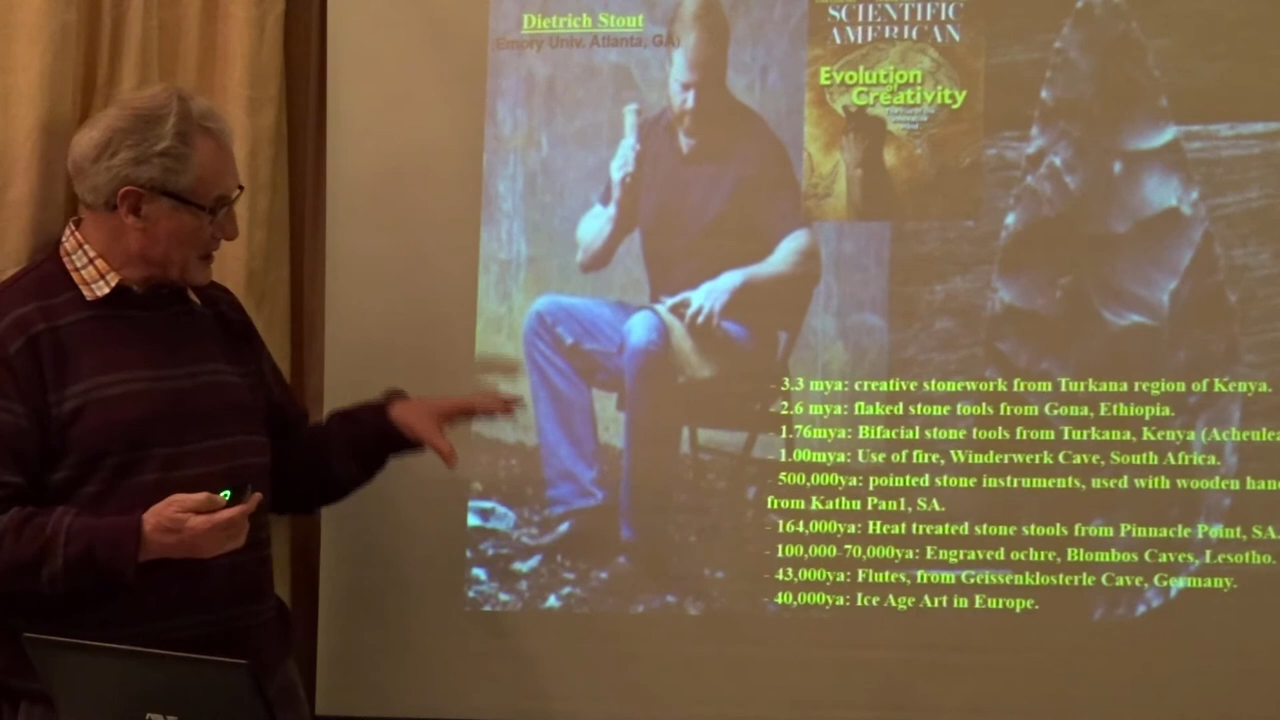 Dietrich Stout
(Emory Univ. Atlanta, GA)
SCIENTIFIC
AMERICAN
Evolution
of
Creativity
- 3.3 mya: creative stonework from Turkana region of Kenya.
- 2.6 mya: flaked stone tools from Gona, Ethiopia.
- 1.76mya: Bifacial stone tools from Turkana, Kenya (Acheulea
- 1.00mya: Use of fire, Winderwerk Cave, South Africa.
- 500,000ya: pointed stone instruments, used with wooden han
from Kathu Pan1, SA.
- 164,000ya: Heat treated stone stools from Pinnacle Point, SA.
- 100,000-70,000ya: Engraved ochre, Blombos Caves, Lesotho.
- 43,000ya: Flutes, from Geissenklosterle Cave, Germany.
- 40,000ya: Ice Age Art in Europe.